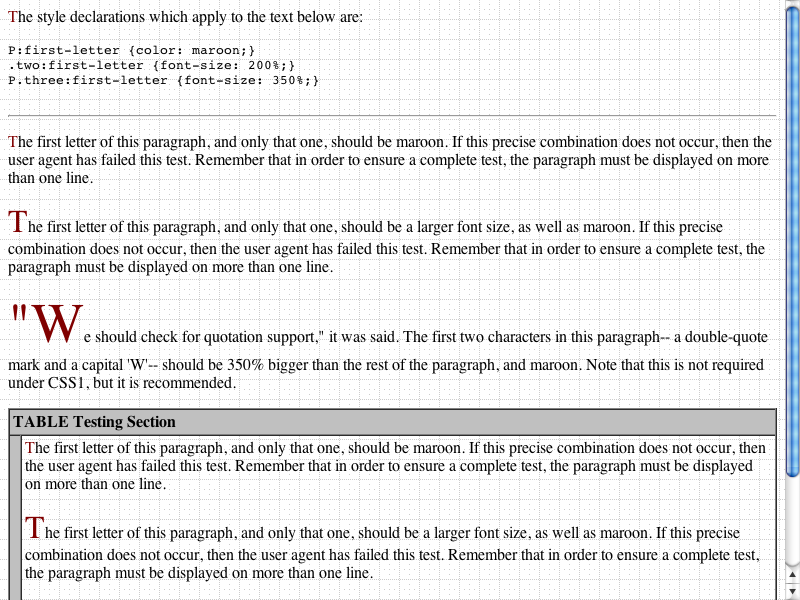 The style declarations which apply to the text below are:
P:first-letter {color: maroon;}
.two:first-letter {font-size: 200%;}
P.three:first-letter {font-size: 350%;}
The first letter of this paragraph, and only that one, should be maroon. If this precise combination does not occur, then the
user agent has failed this test. Remember that in order to ensure a complete test, the paragraph must be displayed on more
than one line.
The first letter of this paragraph, and only that one, should be a larger font size, as well as maroon. If this precise
combination does not occur, then the user agent has failed this test. Remember that in order to ensure a complete test, the
paragraph must be displayed on more than one line.
"We should check for quotation support," it was said. The first two characters in this paragraph-- a double-quote
mark and a capital 'W'-- should be 350% bigger than the rest of the paragraph, and maroon. Note that this is not required
under CSS1, but it is recommended.
TABLE Testing Section
The first letter of this paragraph, and only that one, should be maroon. If this precise combination does not occur, then
the user agent has failed this test. Remember that in order to ensure a complete test, the paragraph must be displayed
on more than one line.
The first letter of this paragraph, and only that one, should be a larger font size, as well as maroon. If this precise
combination does not occur, then the user agent has failed this test. Remember that in order to ensure a complete test,
the paragraph must be displayed on more than one line.